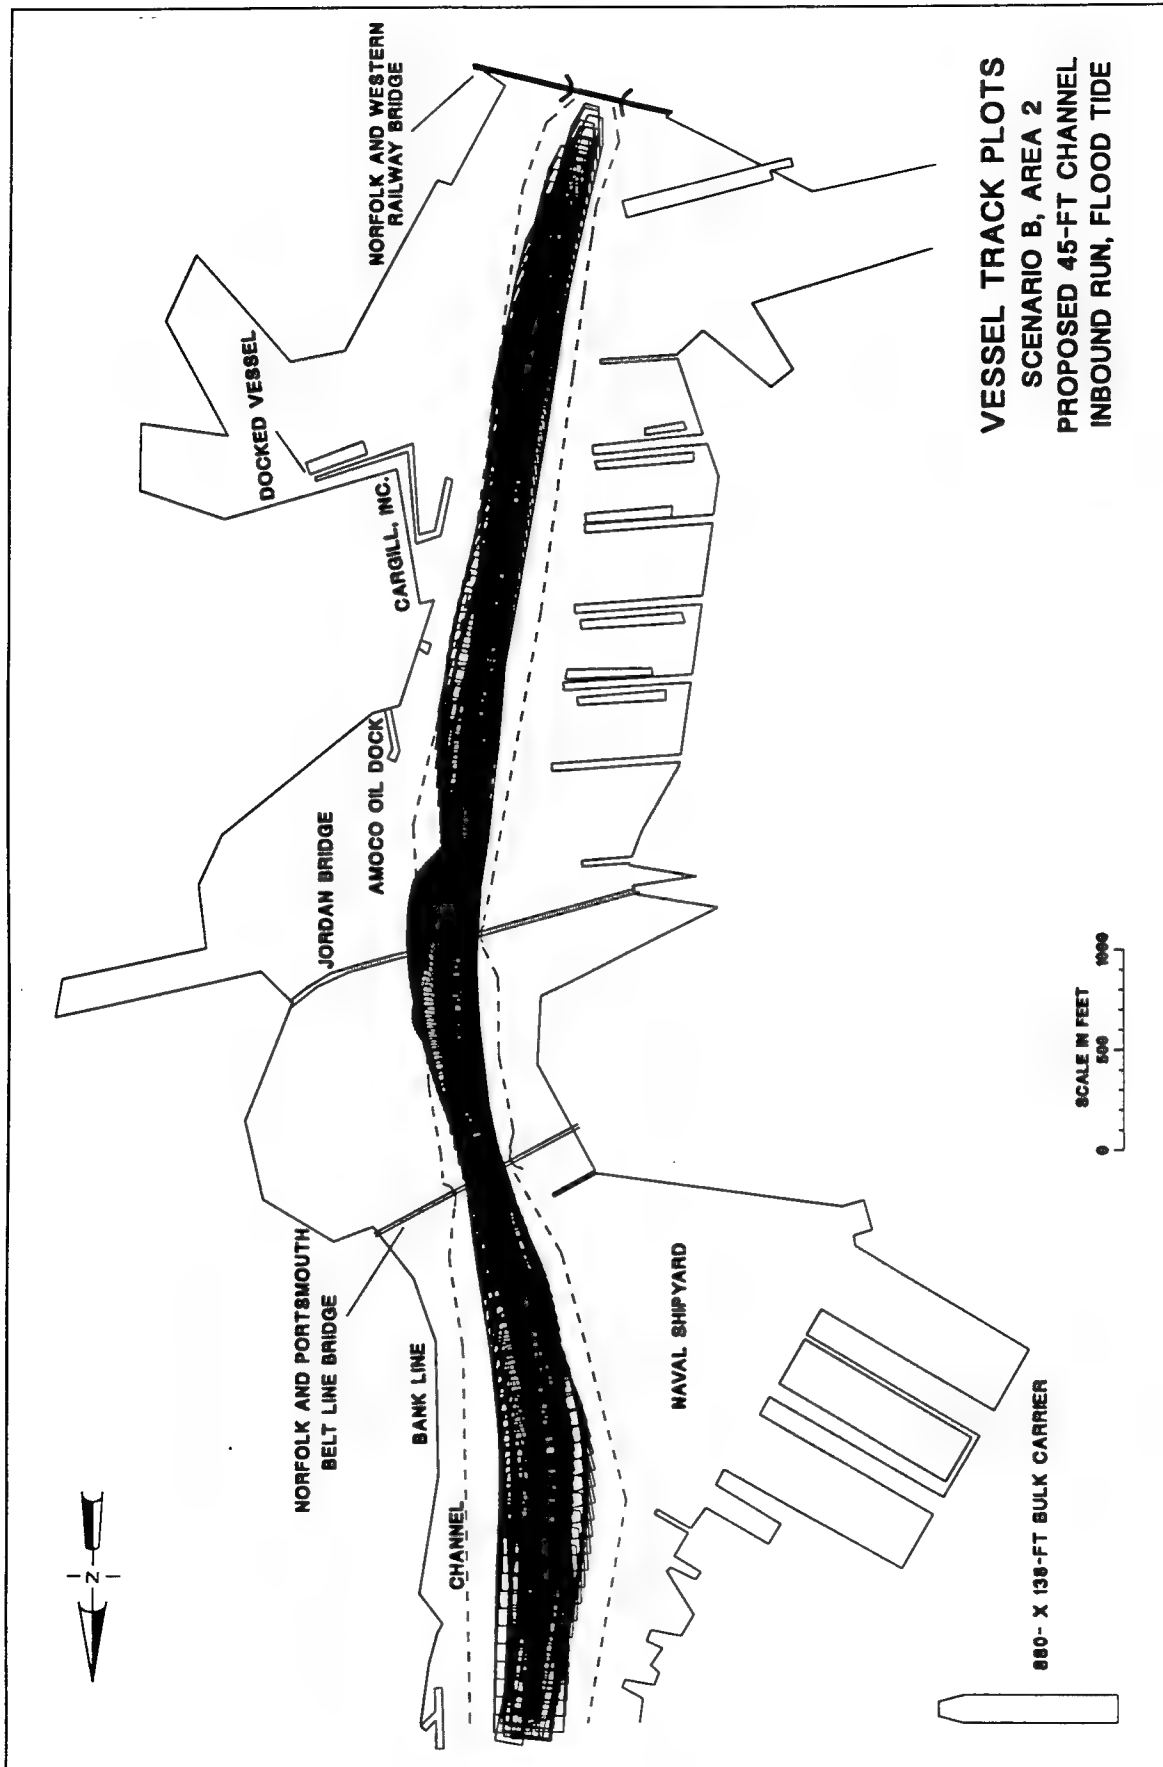 NORFOLK AND WESTERN
RAILWAY BRIDGE
DOCKED VESSEL
CARGILL, INC.
AMOCO OIL DOCK
JORDAN BRIDGE
NORFOLK AND PORTSMOUTH
BELT LINE BRIDGE
BANK LINE
CHANNEL
N
NAVAL SHIPYARD
880- X 138-FT BULK CARRIER
SCALE IN FEET
0 500 1000
VESSEL TRACK PLOTS
SCENARIO B, AREA 2
PROPOSED 45-FT CHANNEL
INBOUND RUN, FLOOD TIDE